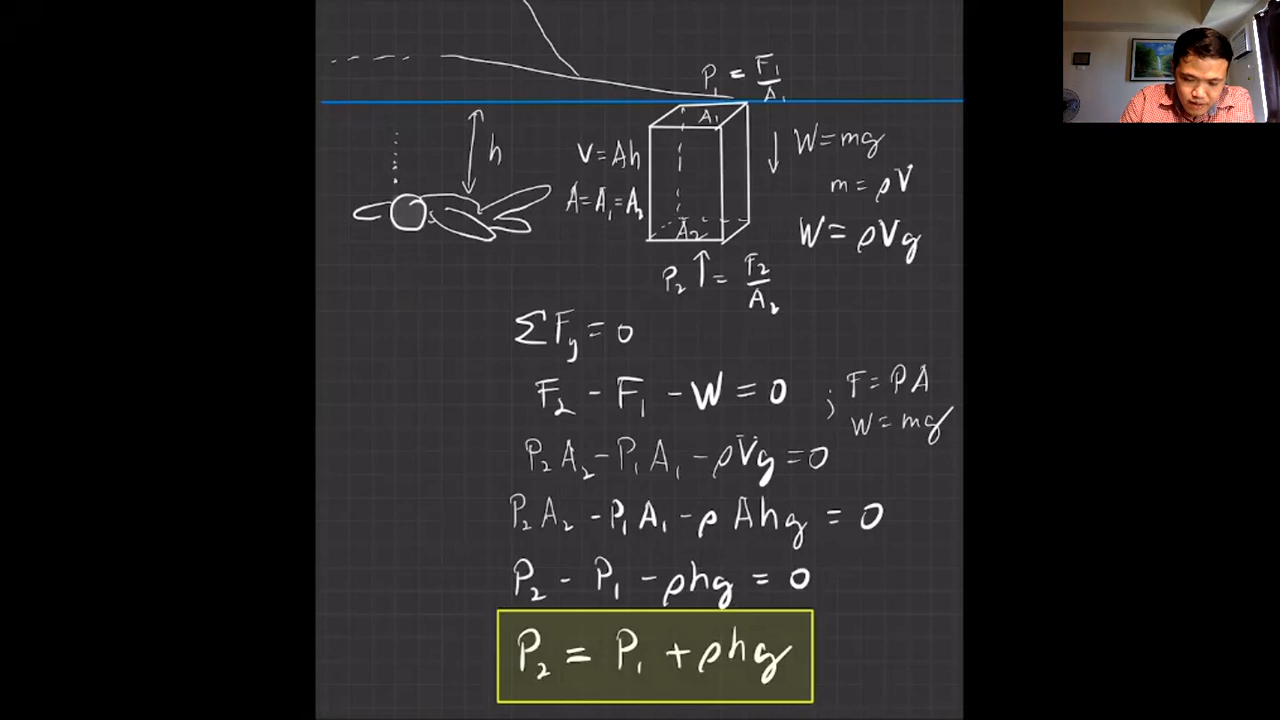 P₁ = F₁/A₁
A₁
h
V = Ah
W = mg
m = ρV
A = A₁ = A₂
A₂
W = ρVg
P₂ = F₂/A₂
ΣFy = 0
F₂ - F₁ - W = 0 ; F = PA
W = mg
P₂A₂ - P₁A₁ - ρVg = 0
P₂A₂ - P₁A₁ - ρAhg = 0
P₂ - P₁ - ρhg = 0
P₂ = P₁ + ρhg